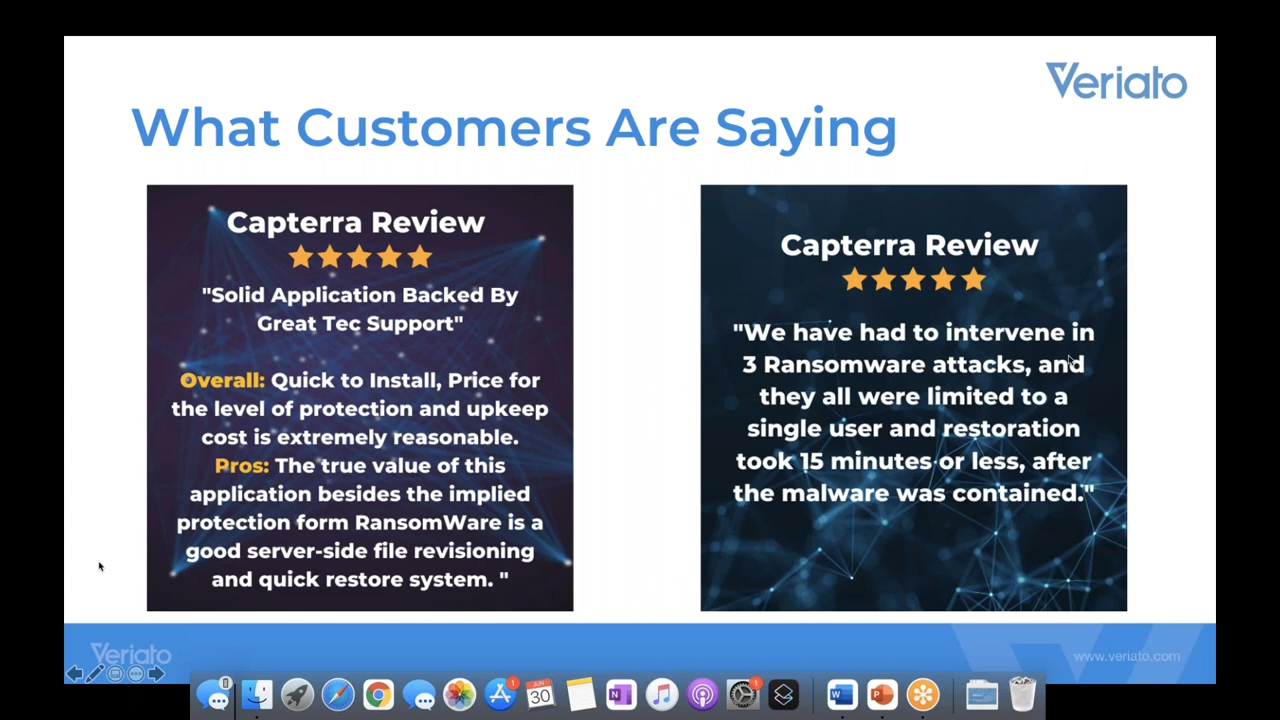 Veriato
What Customers Are Saying
Capterra Review
"Solid Application Backed By
Great Tec Support"
Overall: Quick to Install, Price for
the level of protection and upkeep
cost is extremely reasonable.
Pros: The true value of this
application besides the implied
protection form RansomWare is a
good server-side file revisioning
and quick restore system. "
Capterra Review
"We have had to intervene in
3 Ransomware attacks, and
they all were limited to a
single user and restoration
took 15 minutes or less, after
the malware was contained."
Veriato
www.veriato.com
1
JUN
30
N
1
W
P